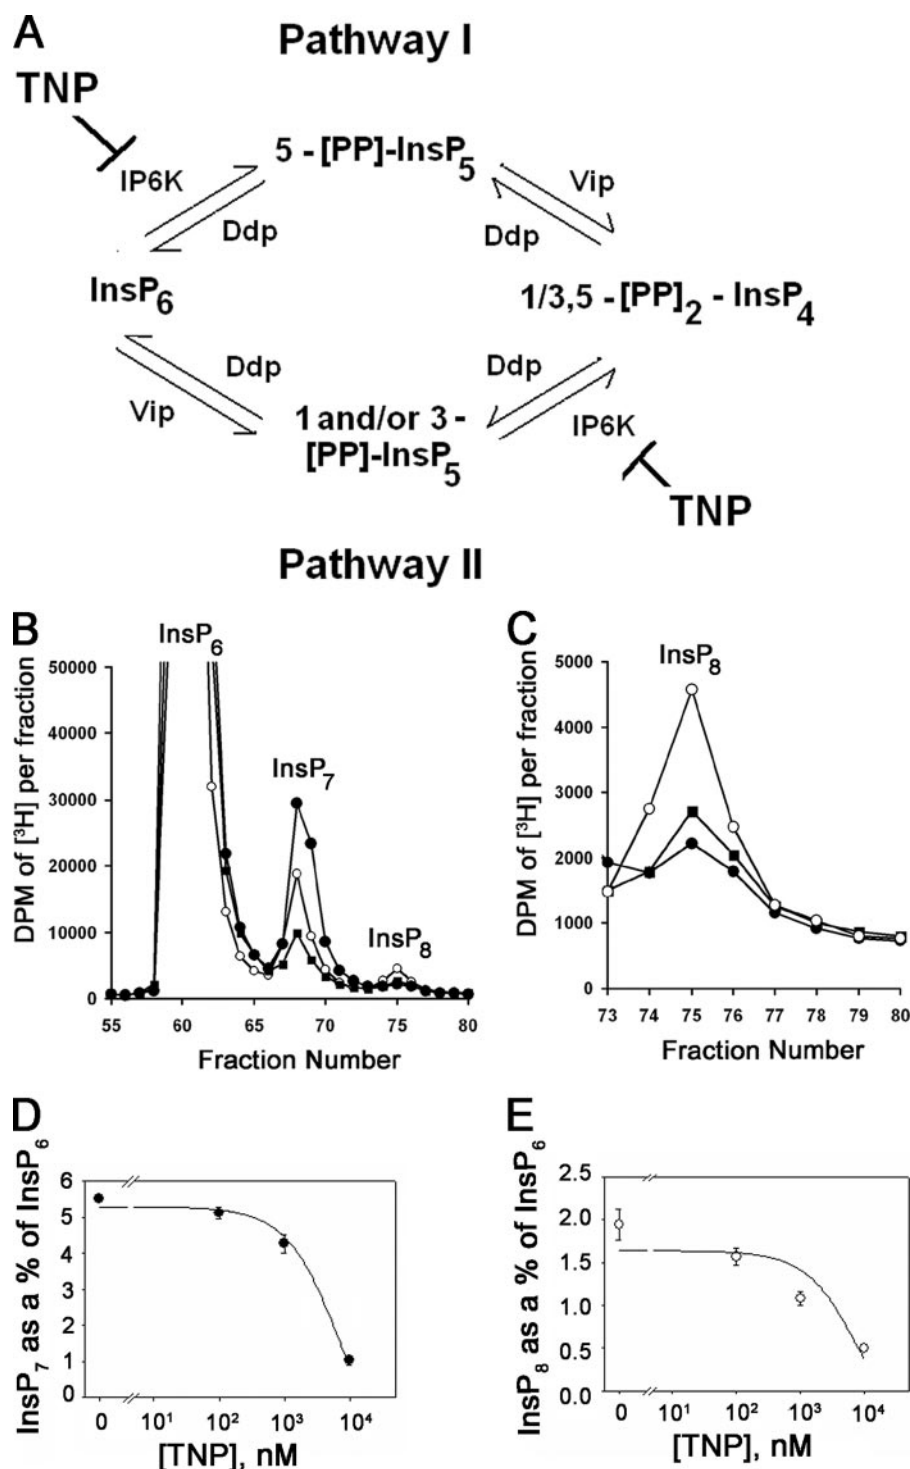 A
Pathway I
TNP
5 - [PP]-InsP5
IP6K
Ddp
Vip
Ddp
InsP6
1/3,5 - [PP]2 - InsP4
Ddp
Vip
Ddp
IP6K
1 and/or 3 -
[PP]-InsP5
TNP
Pathway II
B
InsP6
InsP7
InsP8
DPM of [3H] per fraction
50000
40000
30000
20000
10000
0
55 60 65 70 75 80
Fraction Number
C
InsP8
DPM of [3H] per fraction
5000
4000
3000
2000
1000
0
73 74 75 76 77 78 79 80
Fraction Number
D
InsP7 as a % of InsP6
6
5
4
3
2
1
0
0 10¹ 10² 10³ 10⁴
[TNP], nM
E
InsP8 as a % of InsP6
2.5
2.0
1.5
1.0
0.5
0.0
0 10¹ 10² 10³ 10⁴
[TNP], nM